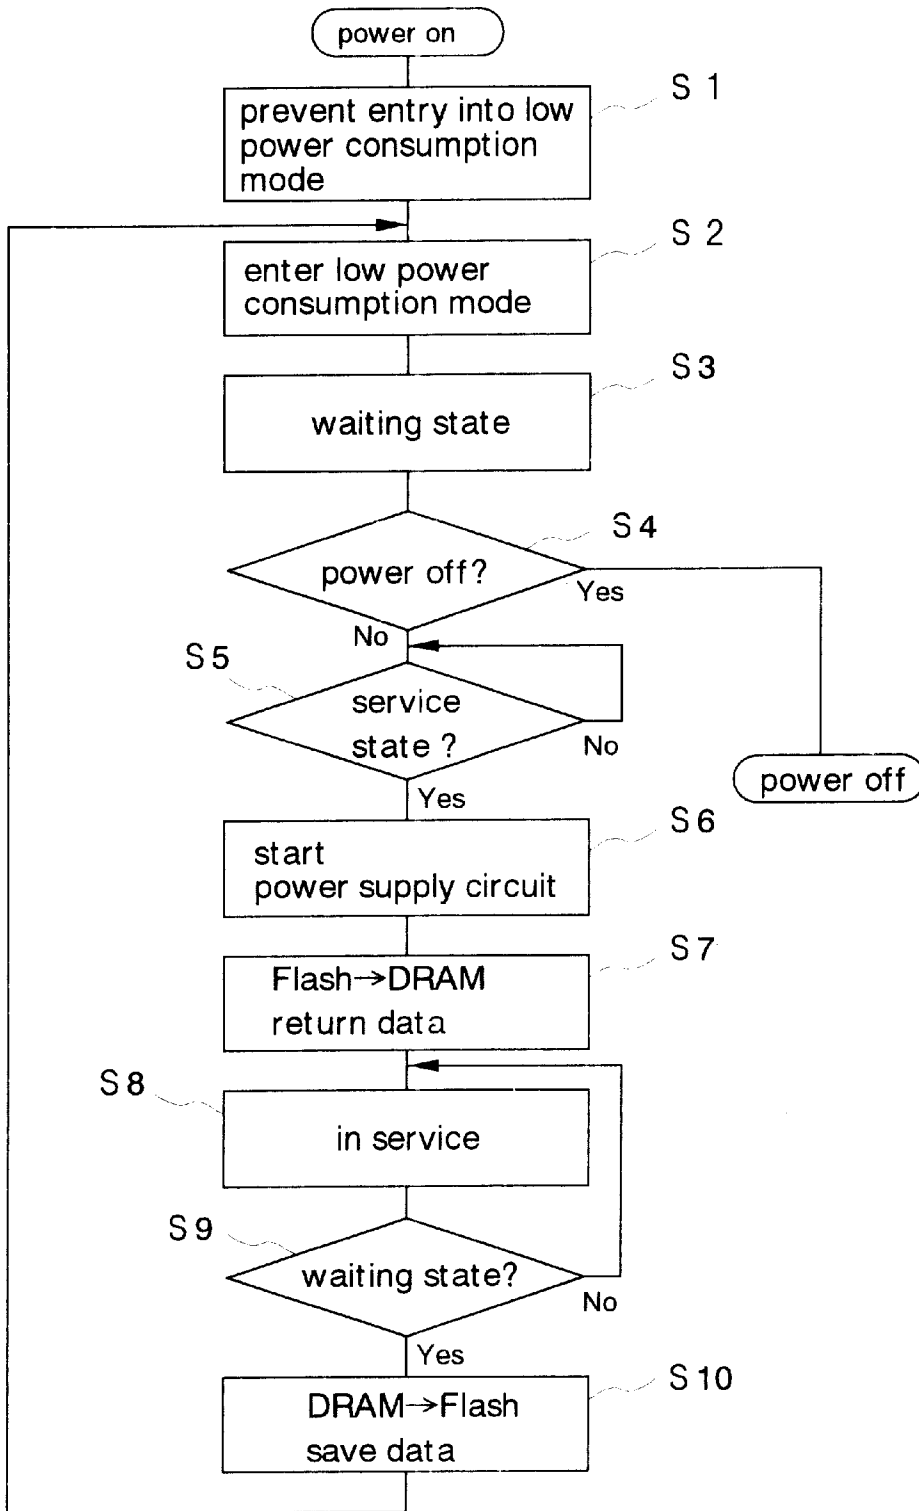 power on
S 1
prevent entry into low
power consumption
mode
S 2
enter low power
consumption mode
S 3
waiting state
S 4
power off?
Yes
No
S 5
service
state ?
No
Yes
power off
S 6
start
power supply circuit
S 7
Flash→DRAM
return data
S 8
in service
S 9
waiting state?
No
Yes
S 10
DRAM→Flash
save data